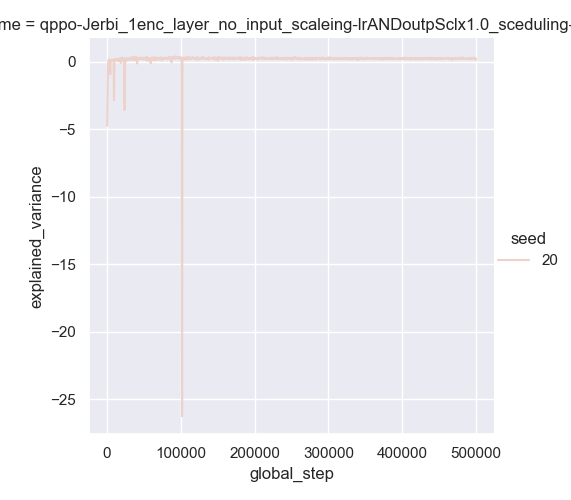 me = qppo-Jerbi_1enc_layer_no_input_scaleing-lrANDoutpSclx1.0_sceduling-
0
−5
−10
−15
−20
−25
explained_variance
0 100000 200000 300000 400000 500000
global_step
seed
20